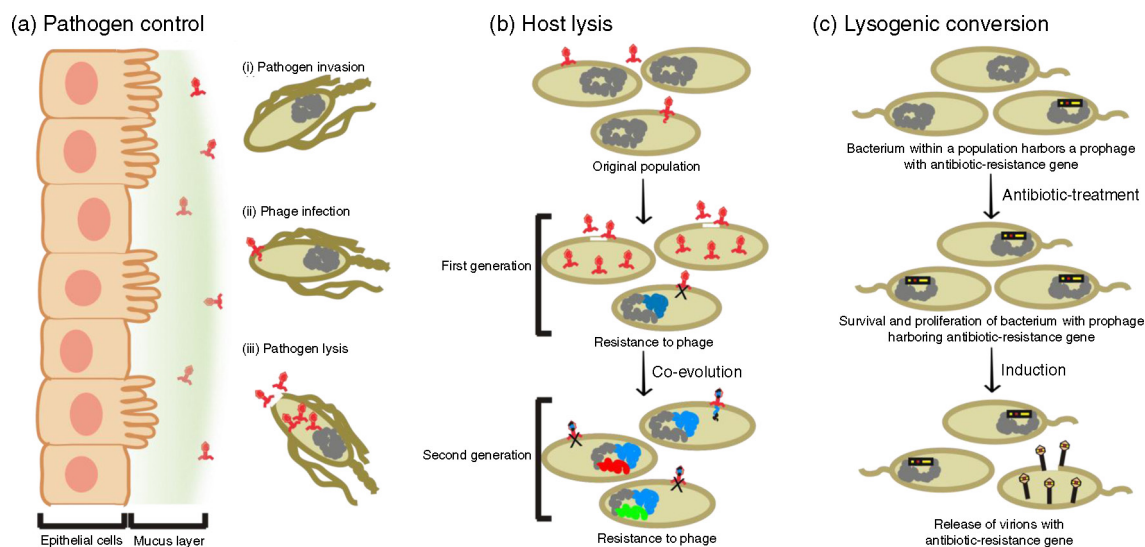 (a) Pathogen control
(i) Pathogen invasion
(ii) Phage infection
(iii) Pathogen lysis
Epithelial cells
Mucus layer
(b) Host lysis
Original population
First generation
Resistance to phage
Co-evolution
Second generation
Resistance to phage
(c) Lysogenic conversion
Bacterium within a population harbors a prophage
with antibiotic-resistance gene
Antibiotic-treatment
Survival and proliferation of bacterium with prophage
harboring antibiotic-resistance gene
Induction
Release of virions with
antibiotic-resistance gene